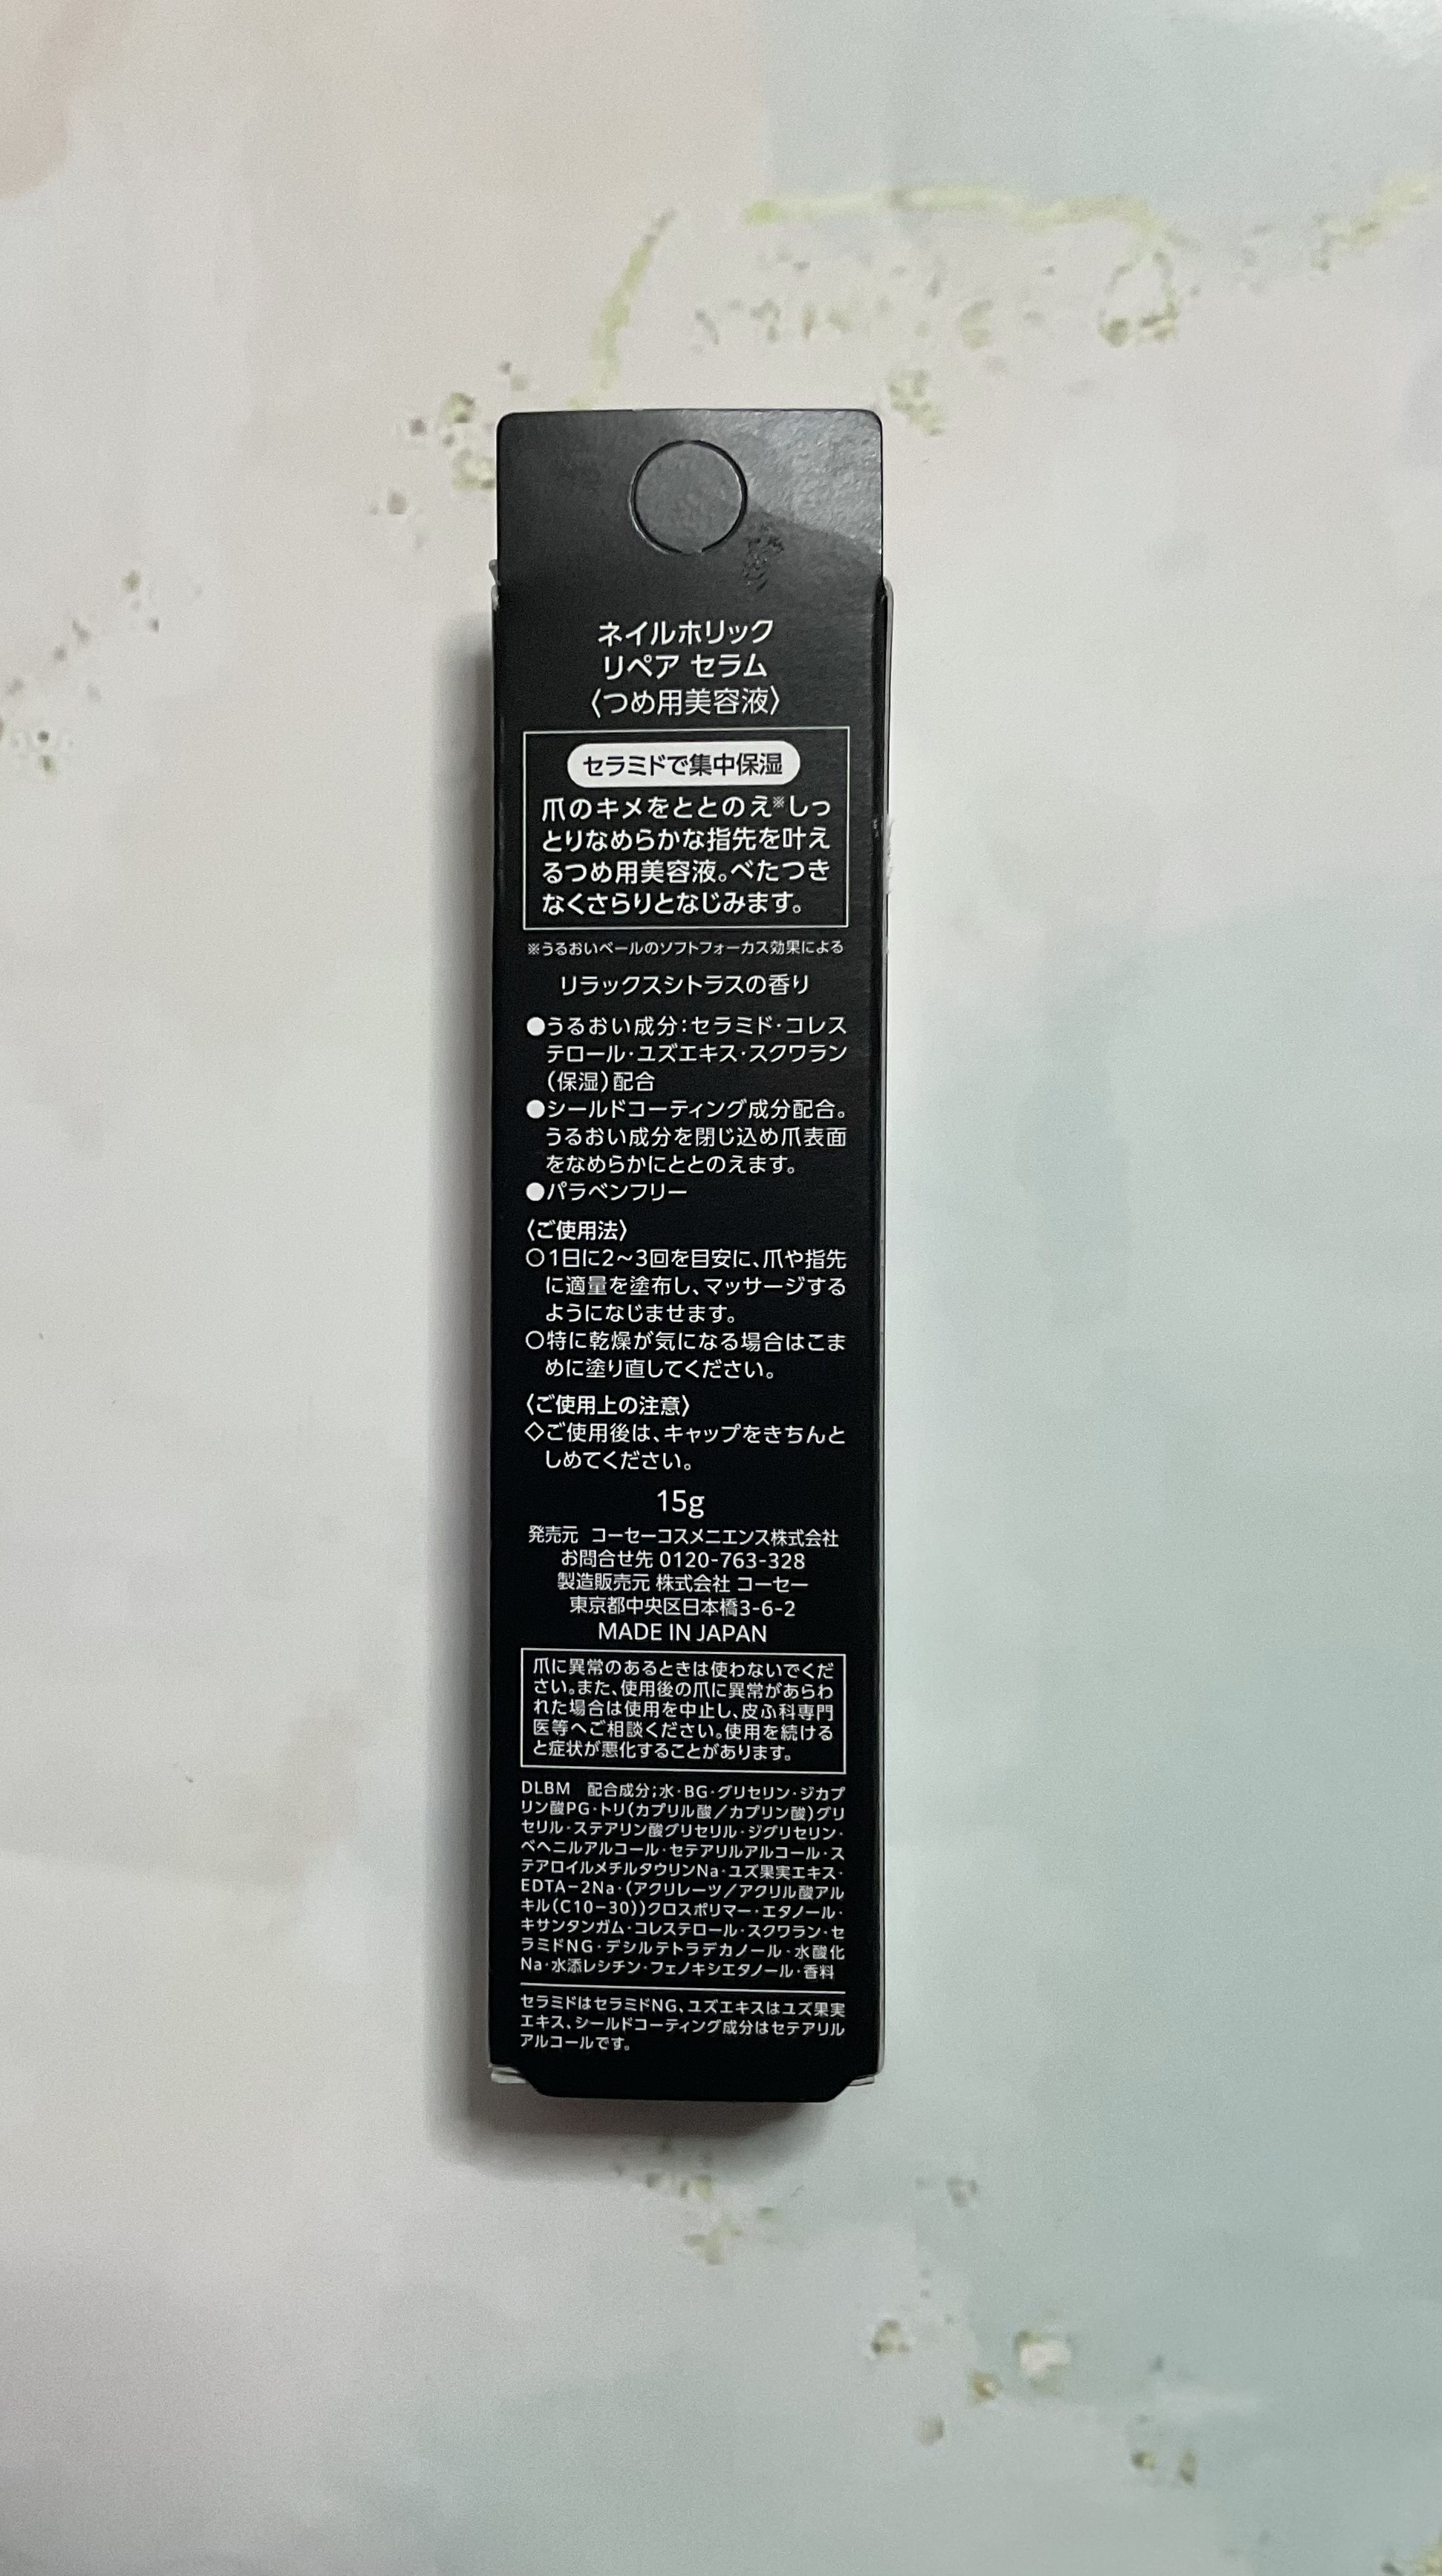 ネイルホリック
リペア セラム
〈つめ用美容液〉
セラミドで集中保湿
爪のキメをととのえ※しっ
とりなめらかな指先を叶え
るつめ用美容液。べたつき
なくさらりとなじみます。
※うるおいベールのソフトフォーカス効果による
リラックスシトラスの香り
●うるおい成分:セラミド・コレス
テロール・ユズエキス・スクワラン
(保湿)配合
●シールドコーティング成分配合。
うるおい成分を閉じ込め爪表面
をなめらかにととのえます。
●パラベンフリー
〈ご使用法〉
○1日に2〜3回を目安に、爪や指先
に適量を塗布し、マッサージする
ようになじませます。
○特に乾燥が気になる場合はこま
めに塗り直してください。
〈ご使用上の注意〉
◇ご使用後は、キャップをきちんと
しめてください。
15g
発売元 コーセーコスメニエンス株式会社
お問合せ先 0120-763-328
製造販売元 株式会社 コーセー
東京都中央区日本橋3-6-2
MADE IN JAPAN
爪に異常のあるときは使わないでくだ
さい。また、使用後の爪に異常があらわ
れた場合は使用を中止し、皮ふ科専門
医等へご相談ください。使用を続ける
と症状が悪化することがあります。
DLBM 配合成分;水・BG・グリセリン・ジカプ
リン酸PG・トリ(カプリル酸/カプリン酸)グリ
セリル・ステアリン酸グリセリル・ジグリセリン・
ベヘニルアルコール・セテアリルアルコール・ス
テアロイルメチルタウリンNa・ユズ果実エキス・
EDTA-2Na・(アクリレーツ/アクリル酸アル
キル(C10-30))クロスポリマー・エタノール・
キサンタンガム・コレステロール・スクワラン・セ
ラミドNG・デシルテトラデカノール・水酸化
Na・水添レシチン・フェノキシエタノール・香料
セラミドはセラミドNG、ユズエキスはユズ果実
エキス、シールドコーティング成分はセテアリル
アルコールです。